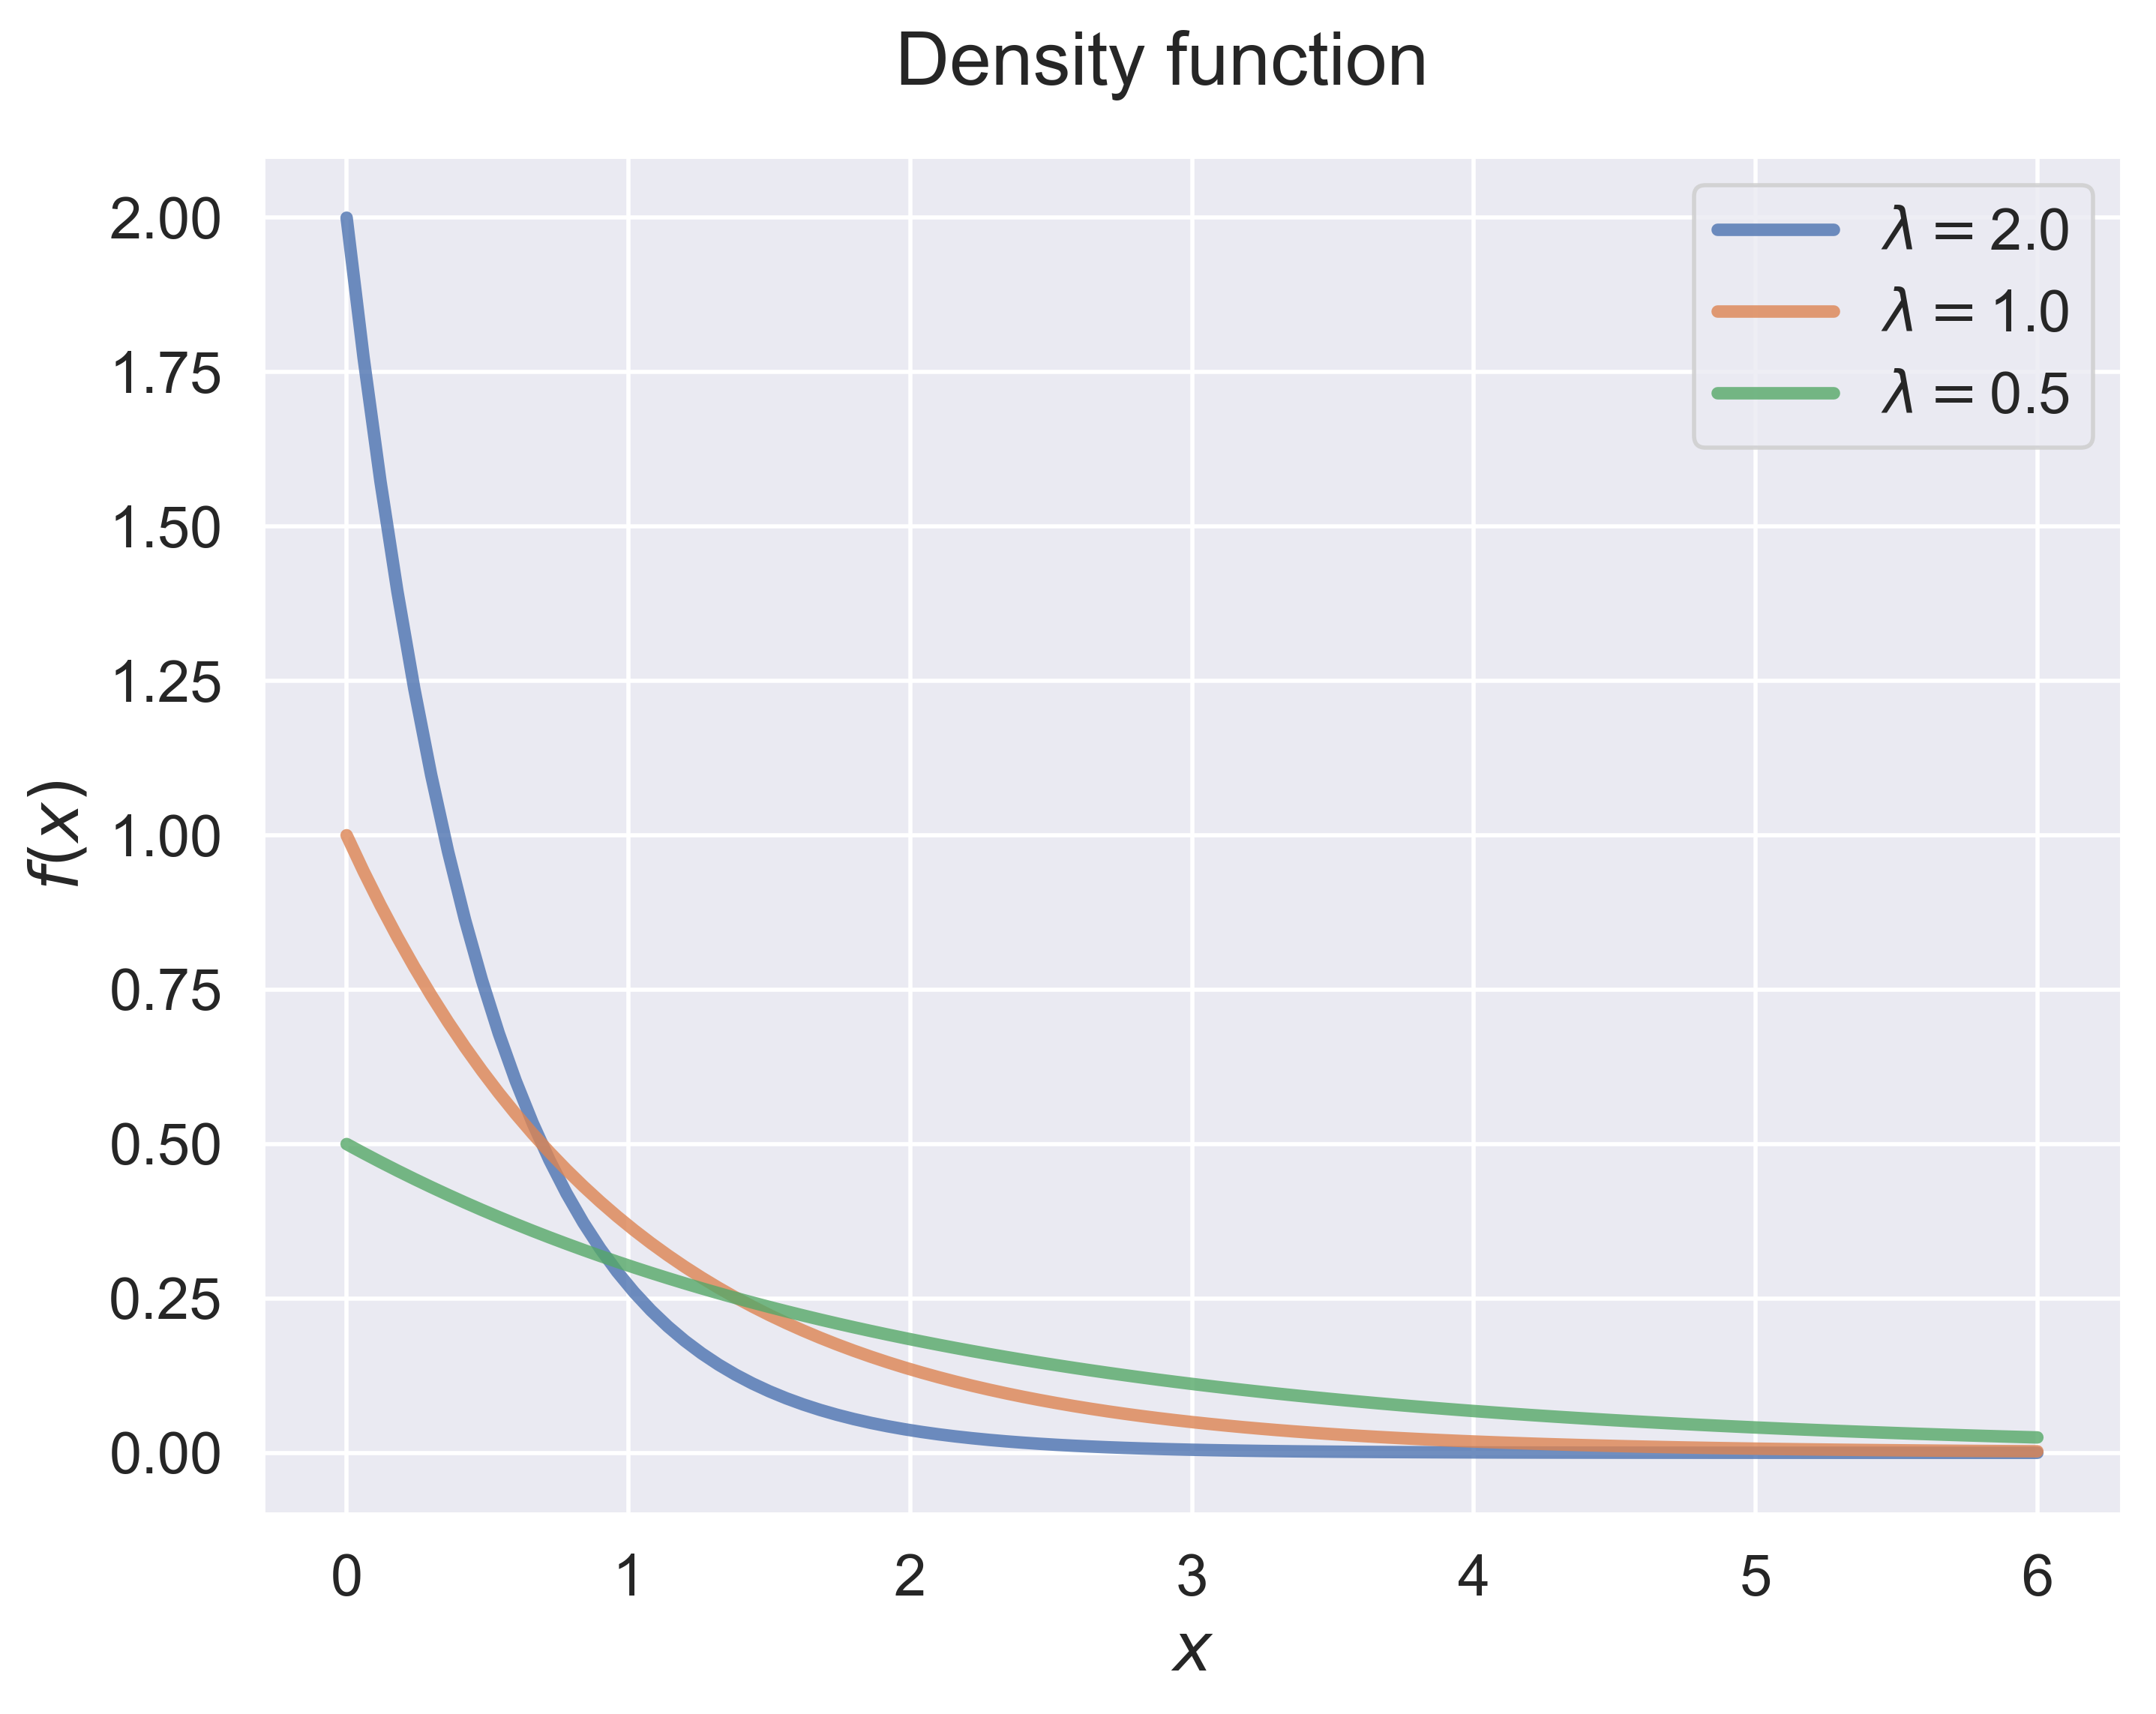 Density function
2.00
1.75
1.50
1.25
1.00
0.75
0.50
0.25
0.00
f(x)
λ = 2.0
λ = 1.0
λ = 0.5
0 1 2 3 4 5 6
x